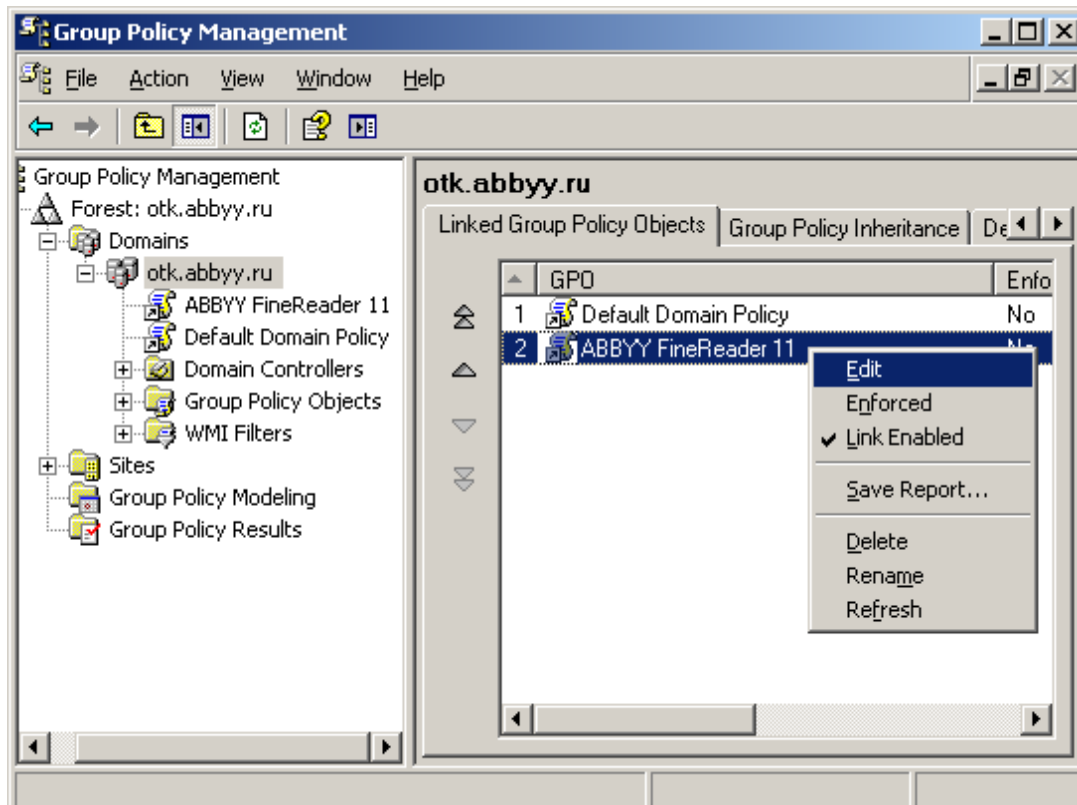 Group Policy Management
File Action View Window Help
Group Policy Management
Forest: otk.abbyy.ru
Domains
otk.abbyy.ru
ABBYY FineReader 11
Default Domain Policy
Domain Controllers
Group Policy Objects
WMI Filters
Sites
Group Policy Modeling
Group Policy Results
otk.abbyy.ru
Linked Group Policy Objects Group Policy Inheritance De
GPO Enfo
1 Default Domain Policy No
2 ABBYY FineReader 11 No
Edit
Enforced
Link Enabled
Save Report...
Delete
Rename
Refresh